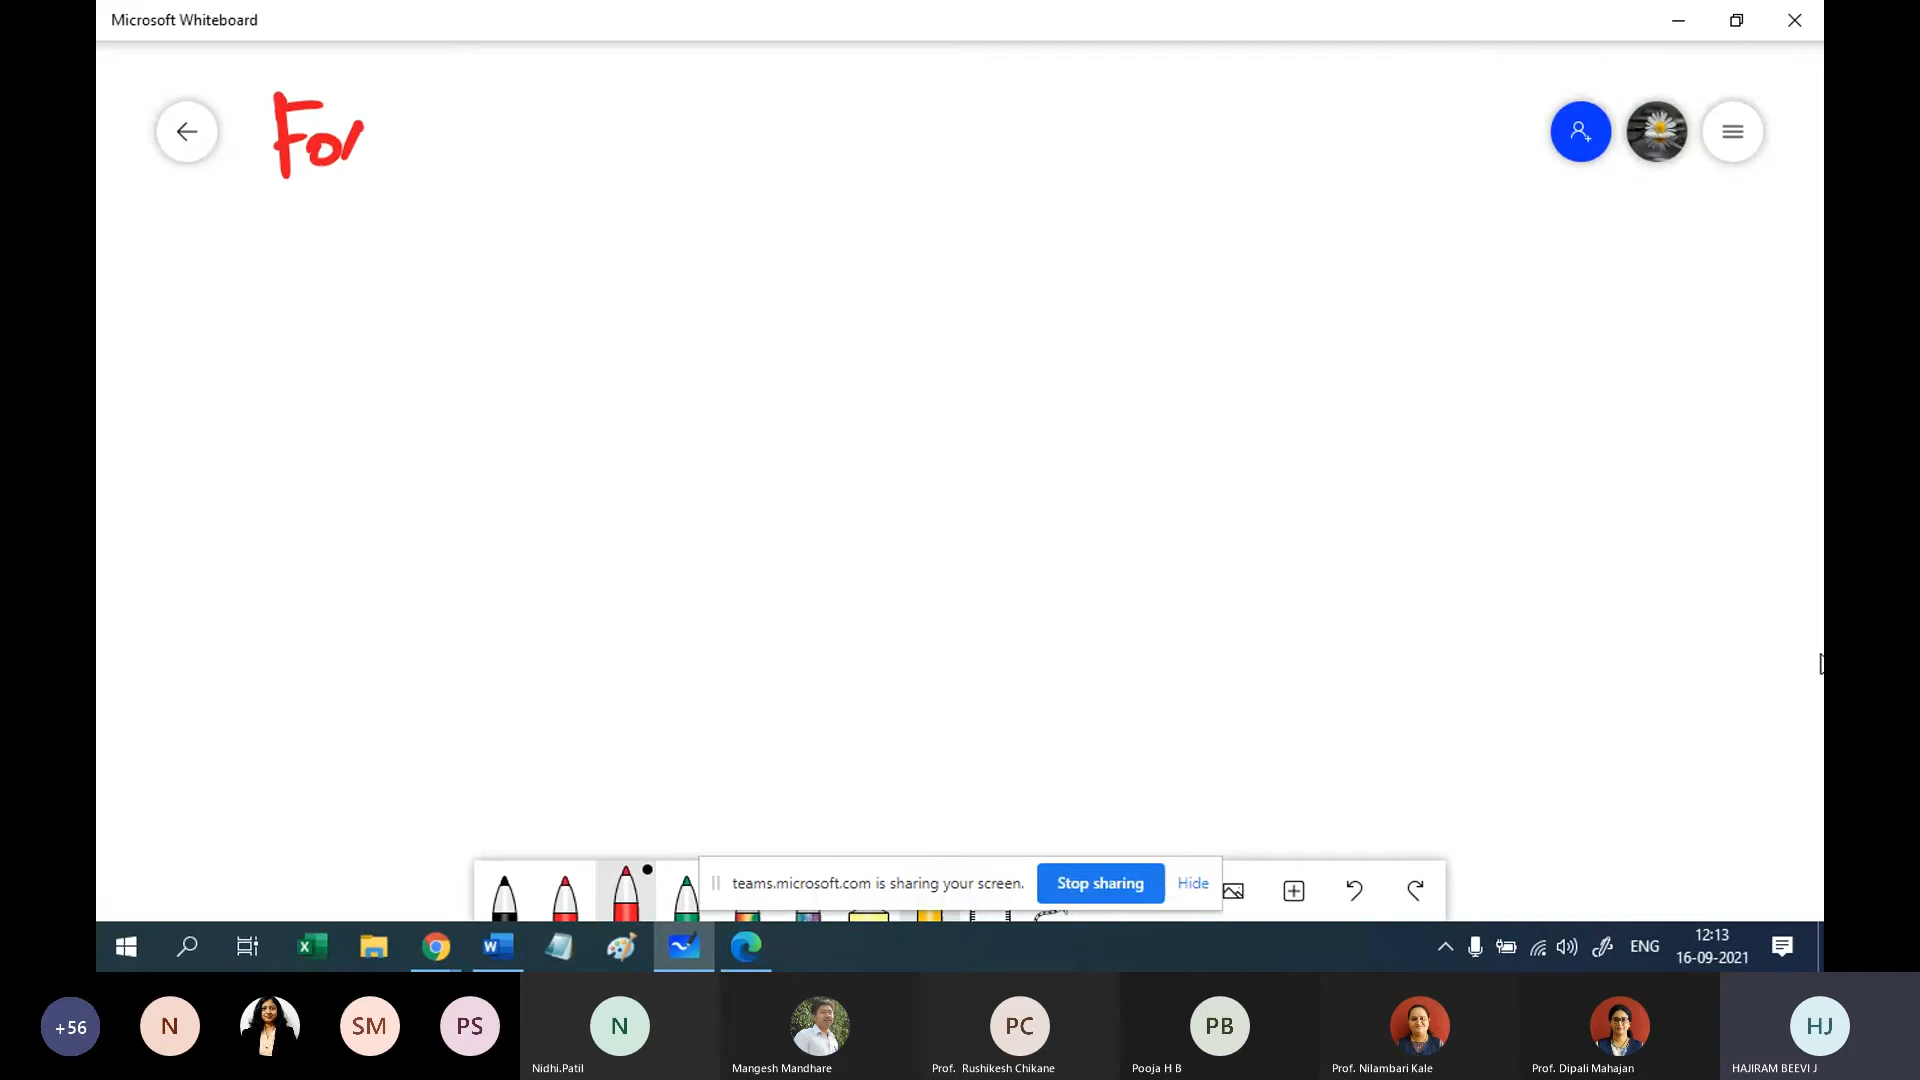 Microsoft Whiteboard
For
teams.microsoft.com is sharing your screen. Stop sharing Hide
ENG
12:13
16-09-2021
+56 N SM PS N PC PB HJ
Nidhi.Patil Mangesh Mandhare Prof. Rushikesh Chikane Pooja H B Prof. Nilambari Kale Prof. Dipali Mahajan HAJIRAM BEEVI J